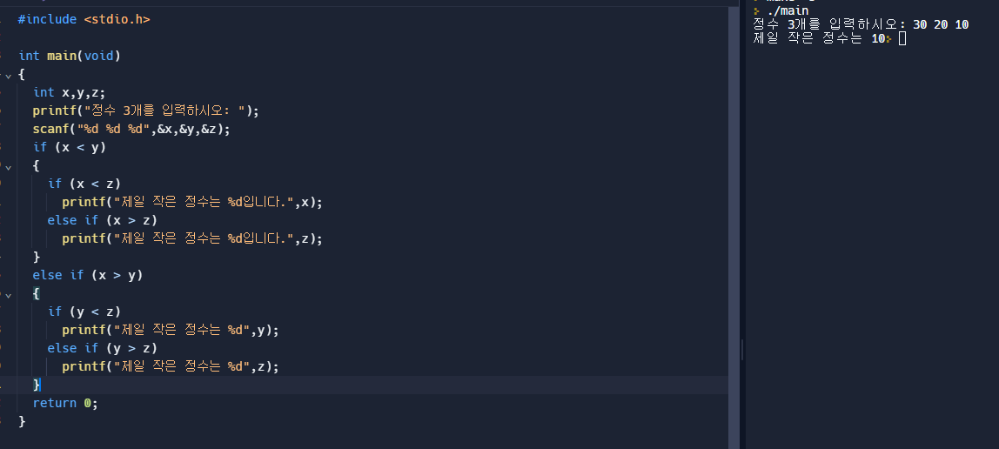 #include <stdio.h>
int main(void)
{
int x,y,z;
printf("정수 3개를 입력하시오: ");
scanf("%d %d %d",&x,&y,&z);
if (x < y)
{
if (x < z)
printf("제일 작은 정수는 %d입니다.",x);
else if (x > z)
printf("제일 작은 정수는 %d입니다.",z);
}
else if (x > y)
{
if (y < z)
printf("제일 작은 정수는 %d",y);
else if (y > z)
printf("제일 작은 정수는 %d",z);
}
return 0;
}
./main
정수 3개를 입력하시오: 30 20 10
제일 작은 정수는 10